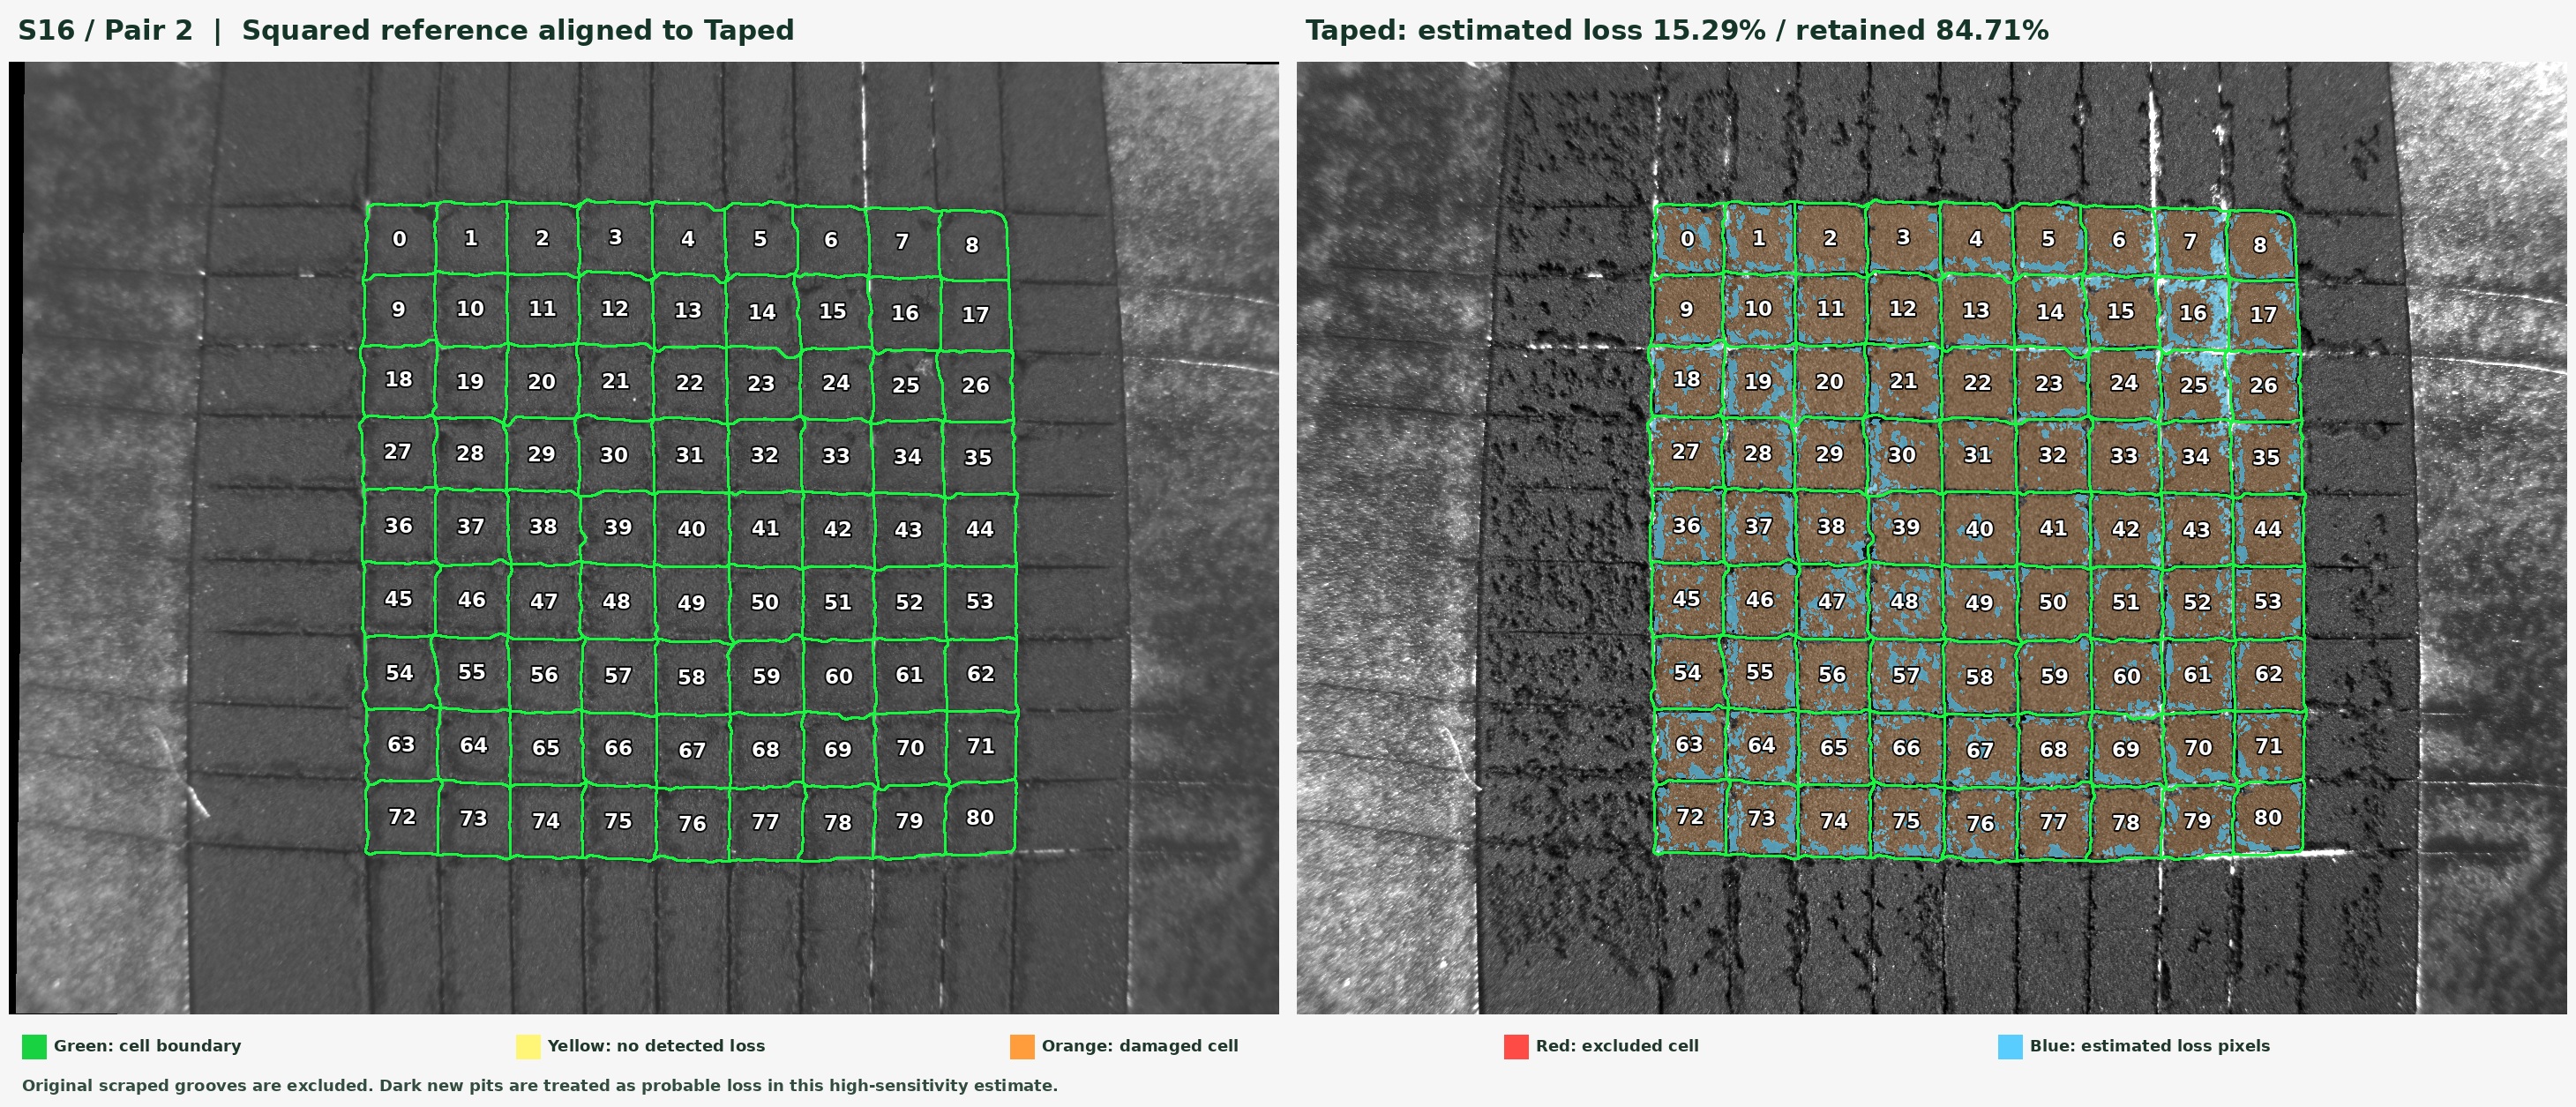 S16 / Pair 2 | Squared reference aligned to Taped
Taped: estimated loss 15.29% / retained 84.71%
0 1 2 3 4 5 6 7 8
9 10 11 12 13 14 15 16 17
18 19 20 21 22 23 24 25 26
27 28 29 30 31 32 33 34 35
36 37 38 39 40 41 42 43 44
45 46 47 48 49 50 51 52 53
54 55 56 57 58 59 60 61 62
63 64 65 66 67 68 69 70 71
72 73 74 75 76 77 78 79 80
0 1 2 3 4 5 6 7 8
9 10 11 12 13 14 15 16 17
18 19 20 21 22 23 24 25 26
27 28 29 30 31 32 33 34 35
36 37 38 39 40 41 42 43 44
45 46 47 48 49 50 51 52 53
54 55 56 57 58 59 60 61 62
63 64 65 66 67 68 69 70 71
72 73 74 75 76 77 78 79 80
Green: cell boundary
Yellow: no detected loss
Orange: damaged cell
Red: excluded cell
Blue: estimated loss pixels
Original scraped grooves are excluded. Dark new pits are treated as probable loss in this high-sensitivity estimate.